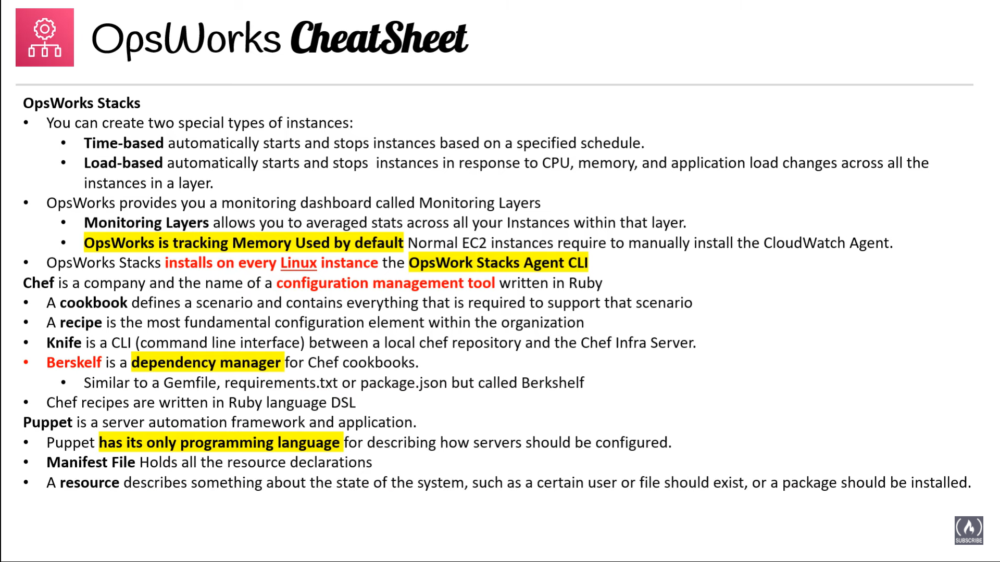 OpsWorks CheatSheet
OpsWorks Stacks
• You can create two special types of instances:
• Time-based automatically starts and stops instances based on a specified schedule.
• Load-based automatically starts and stops  instances in response to CPU, memory, and application load changes across all the
instances in a layer.
• OpsWorks provides you a monitoring dashboard called Monitoring Layers
• Monitoring Layers allows you to averaged stats across all your Instances within that layer.
• OpsWorks is tracking Memory Used by default Normal EC2 instances require to manually install the CloudWatch Agent.
• OpsWorks Stacks installs on every Linux instance the OpsWork Stacks Agent CLI
Chef is a company and the name of a configuration management tool written in Ruby
• A cookbook defines a scenario and contains everything that is required to support that scenario
• A recipe is the most fundamental configuration element within the organization
• Knife is a CLI (command line interface) between a local chef repository and the Chef Infra Server.
• Berskelf is a dependency manager for Chef cookbooks.
• Similar to a Gemfile, requirements.txt or package.json but called Berkshelf
• Chef recipes are written in Ruby language DSL
Puppet is a server automation framework and application.
• Puppet has its only programming language for describing how servers should be configured.
• Manifest File Holds all the resource declarations
• A resource describes something about the state of the system, such as a certain user or file should exist, or a package should be installed.
SUBSCRIBE